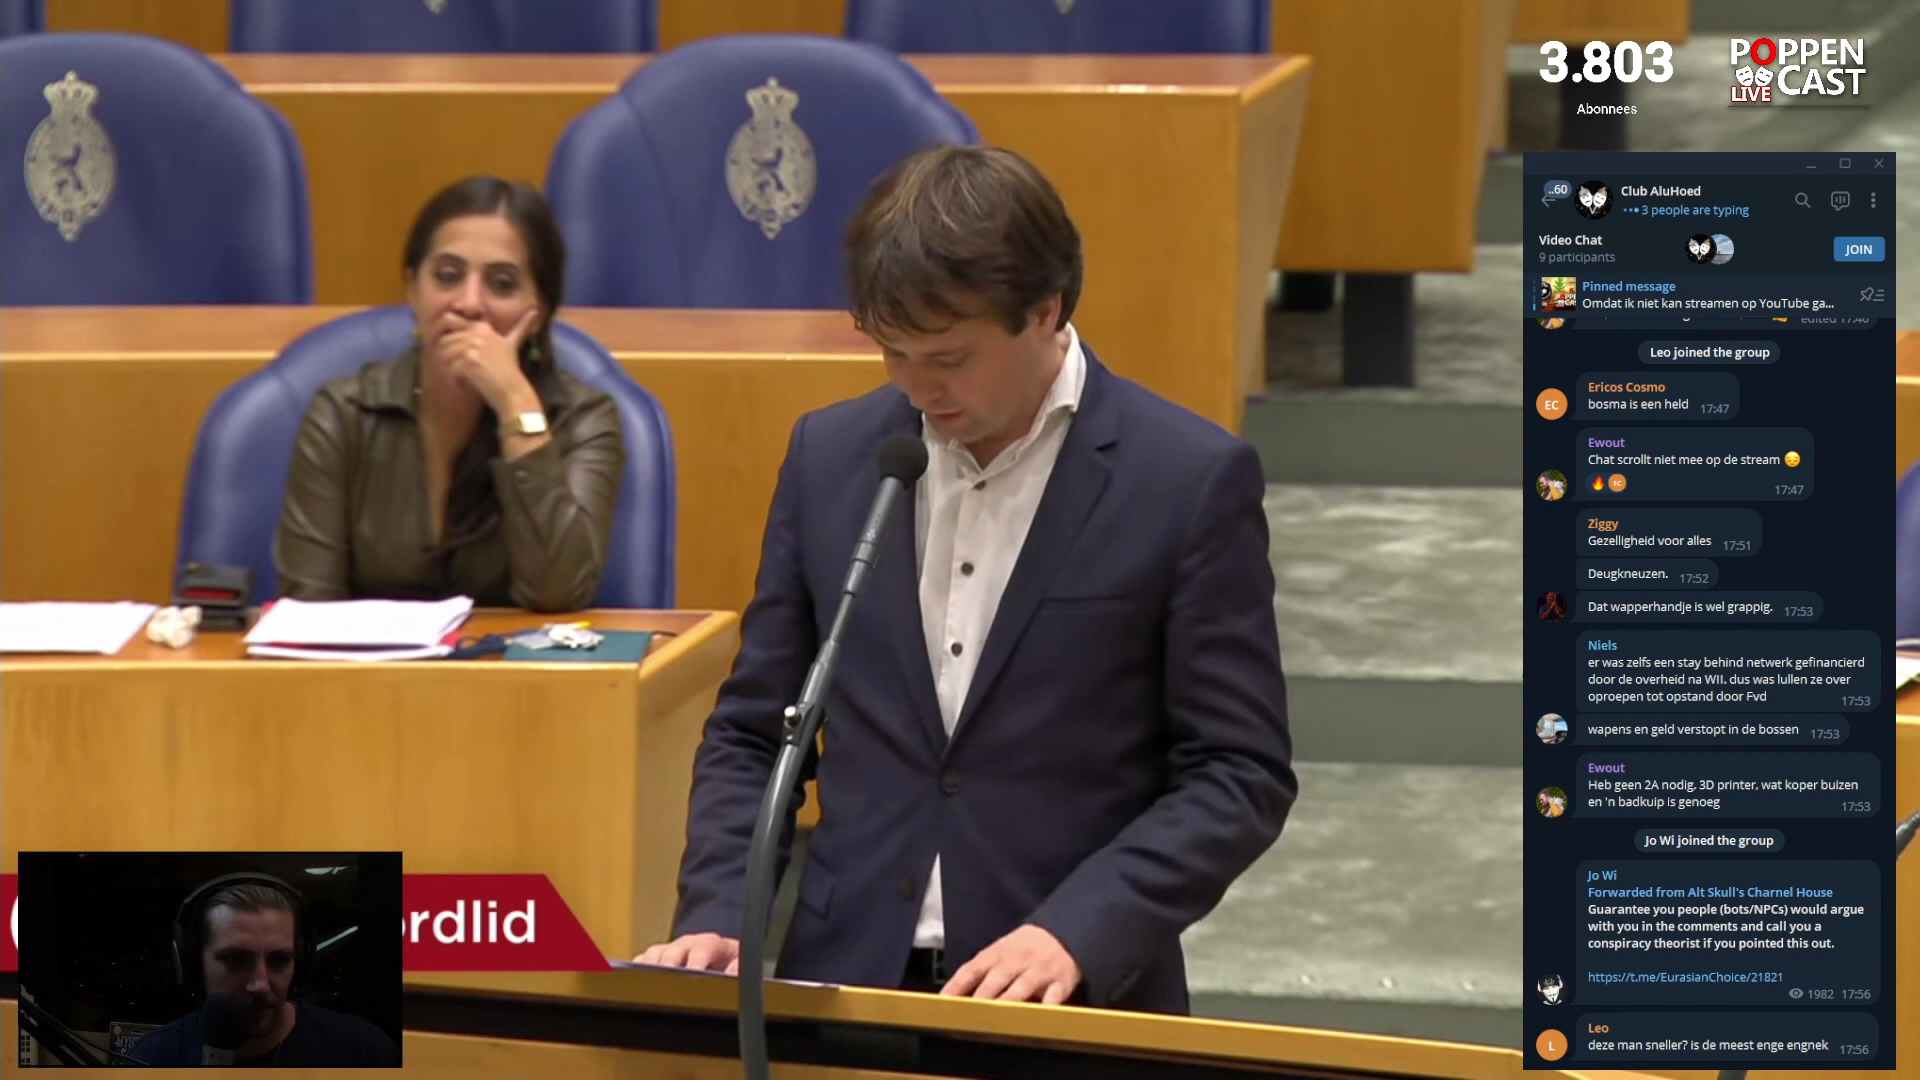 3.803
Abonnees
POPPEN
CAST
LIVE
..60
Club AluHoed
3 people are typing
Video Chat
9 participants
JOIN
Pinned message
Omdat ik niet kan streamen op YouTube ga...
edited 17:46
Leo joined the group
Ericos Cosmo
EC
bosma is een held 17:47
Ewout
Chat scrollt niet mee op de stream 😔
🔥 EC
17:47
Ziggy
Gezelligheid voor alles 17:51
Deugkneuzen. 17:52
Dat wapperhandje is wel grappig. 17:53
Niels
er was zelfs een stay behind netwerk gefinancierd
door de overheid na WII. dus was lullen ze over
oproepen tot opstand door Fvd
17:53
wapens en geld verstopt in de bossen 17:53
Ewout
Heb geen 2A nodig. 3D printer, wat koper buizen
en 'n badkuip is genoeg
17:53
Jo Wi joined the group
Jo Wi
Forwarded from Alt Skull's Charnel House
Guarantee you people (bots/NPCs) would argue
with you in the comments and call you a
conspiracy theorist if you pointed this out.
https://t.me/EurasianChoice/21821
1982 17:56
Leo
L
deze man sneller? is de meest enge engnek 17:56
rdlid